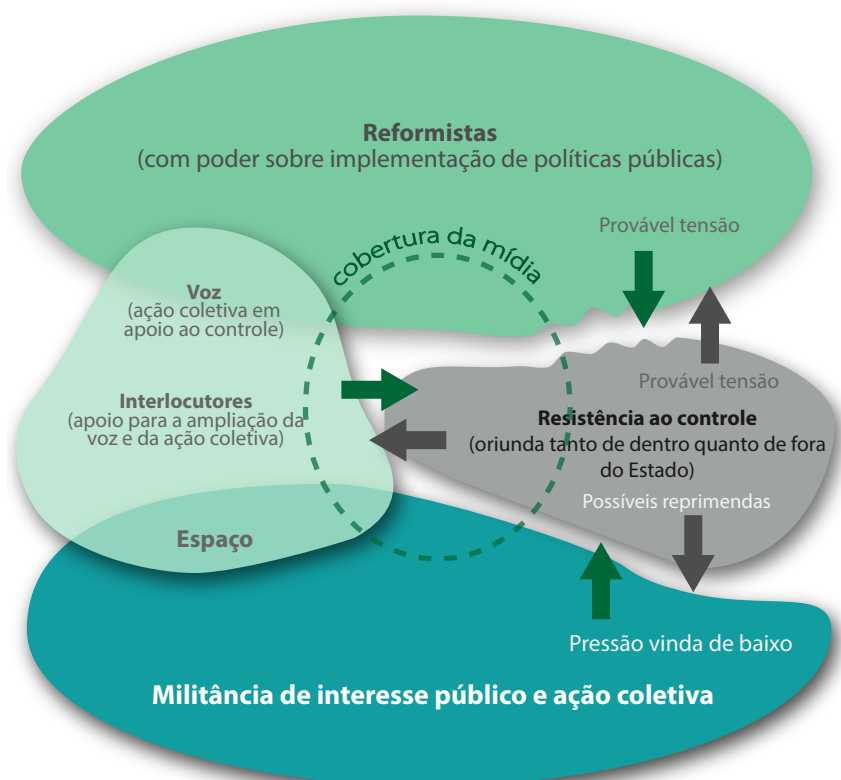 Reformistas
(com poder sobre implementação de políticas públicas)
Provável tensão
cobertura da mídia
Voz
(ação coletiva em
apoio ao controle)
Provável tensão
Interlocutores
(apoio para a ampliação da
voz e da ação coletiva)
Resistência ao controle
(oriunda tanto de dentro quanto de fora
do Estado)
Possíveis reprimendas
Espaço
Pressão vinda de baixo
Militância de interesse público e ação coletiva